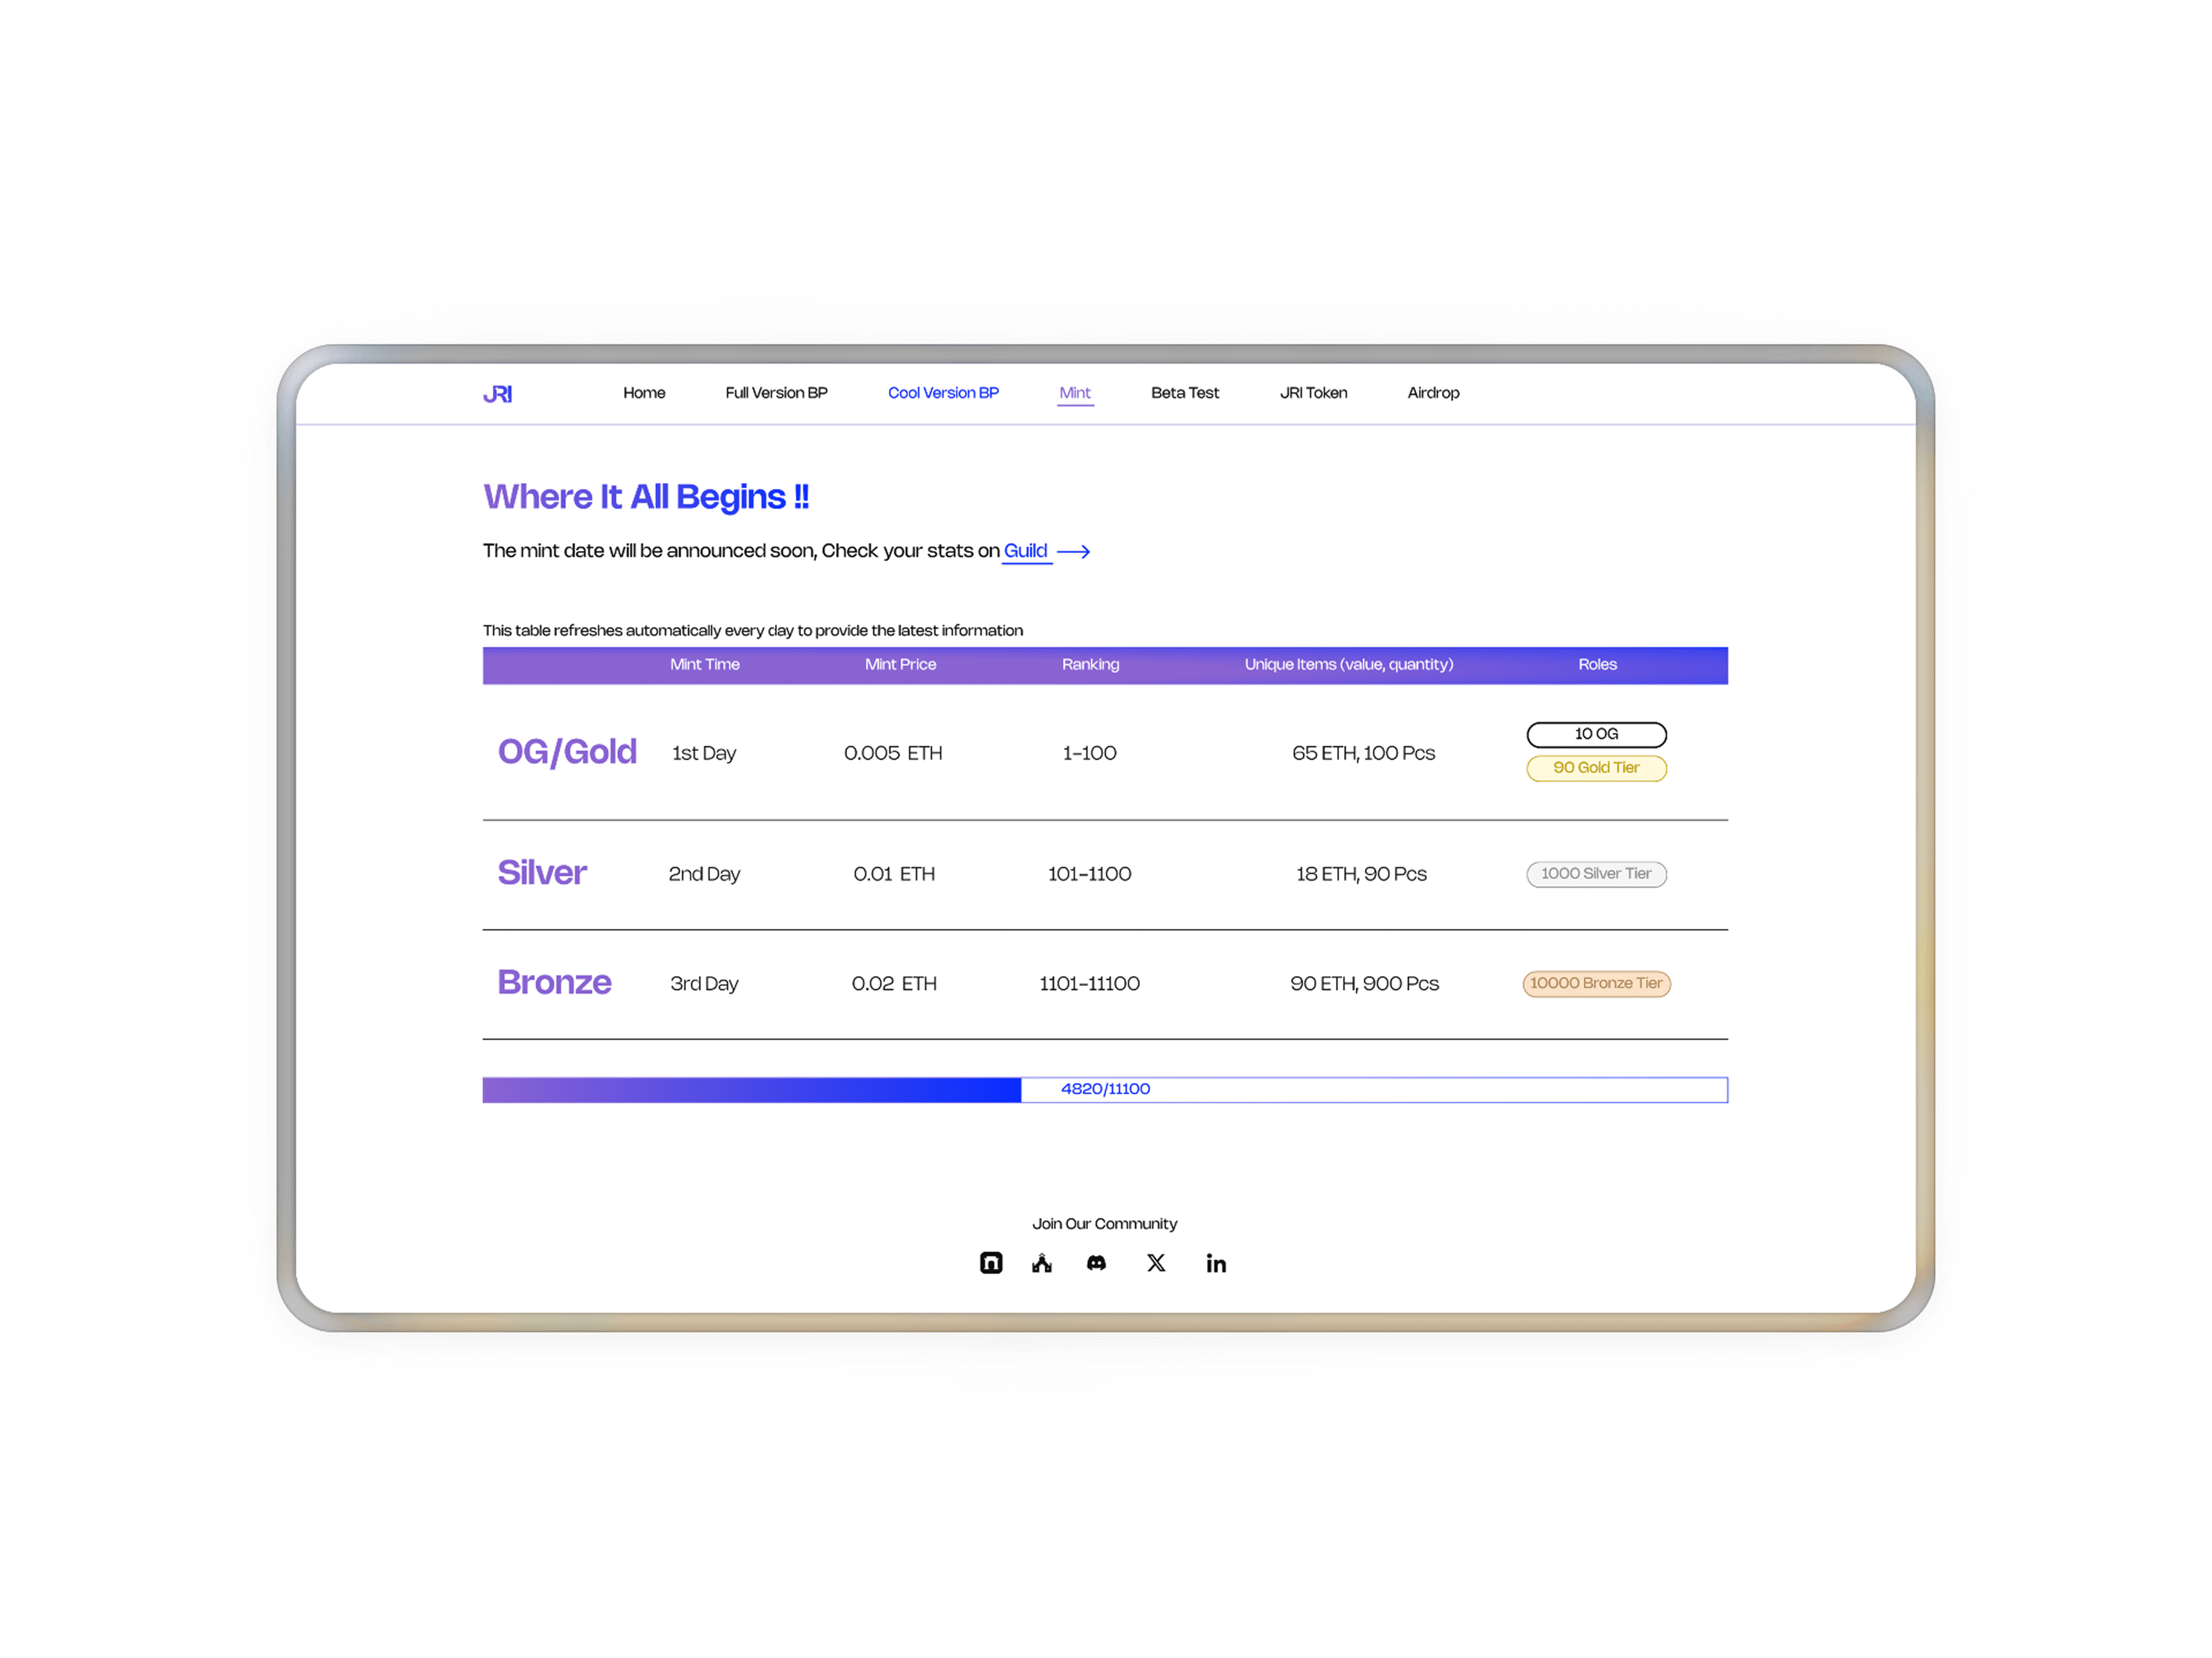 JRI Home Full Version BP Cool Version BP Mint Beta Test JRI Token Airdrop
Where It All Begins !!
The mint date will be announced soon, Check your stats on Guild
This table refreshes automatically every day to provide the latest information
Mint Time Mint Price Ranking Unique Items (value, quantity) Roles
OG/Gold 1st Day 0.005 ETH 1-100 65 ETH, 100 Pcs 10 OG
90 Gold Tier
Silver 2nd Day 0.01 ETH 101-1100 18 ETH, 90 Pcs 1000 Silver Tier
Bronze 3rd Day 0.02 ETH 1101-11100 90 ETH, 900 Pcs 10000 Bronze Tier
4820/11100
Join Our Community
X in